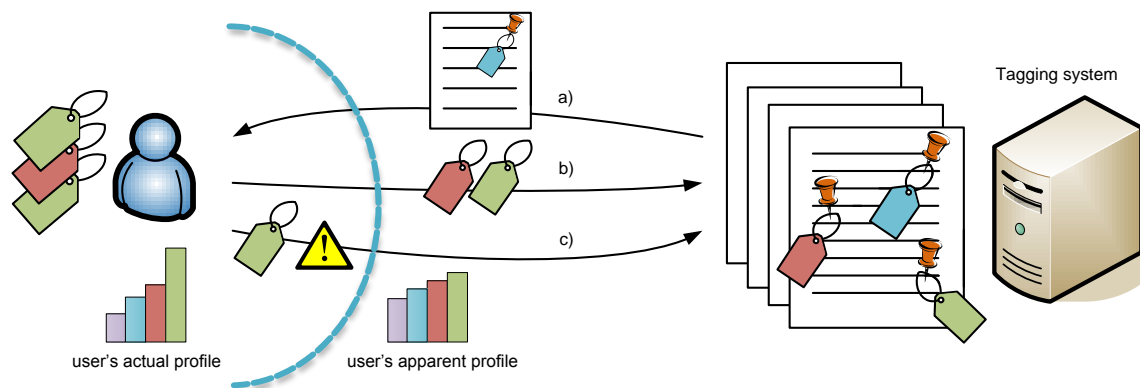 Tagging system
a)
b)
c)
!
user's actual profile
user's apparent profile